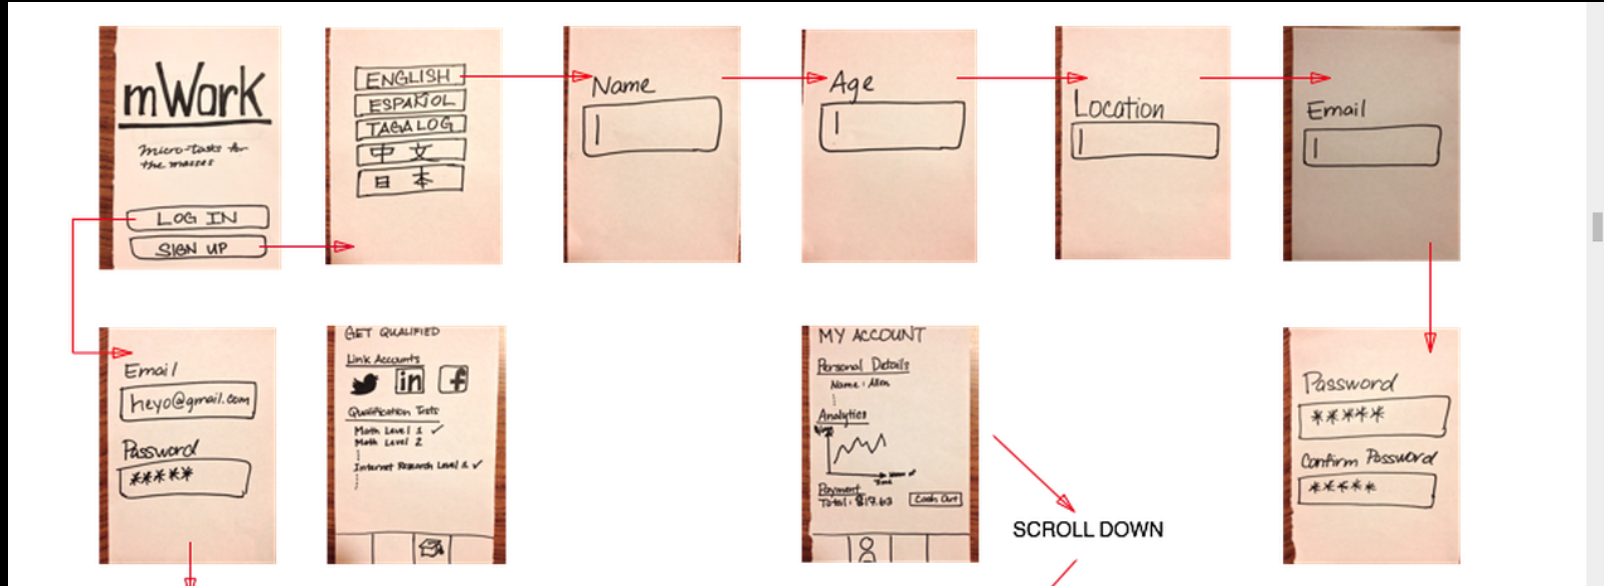 mWork
micro-tasks for
the masses
LOG IN
SIGN UP
ENGLISH
ESPAÑOL
TAGALOG
中文
日本
Name
Age
Location
Email
Email
heyo@gmail.com
Password
*****
GET QUALIFIED
Link Accounts
in f
Qualification Tests
Math Level 1 ✓
Math Level 2
Internet Research Level 1 ✓
MY ACCOUNT
Personal Details
Name: Allen
Analytics
Time
Payment
Total: $17.63 Cash Out
SCROLL DOWN
Password
*****
Confirm Password
*****